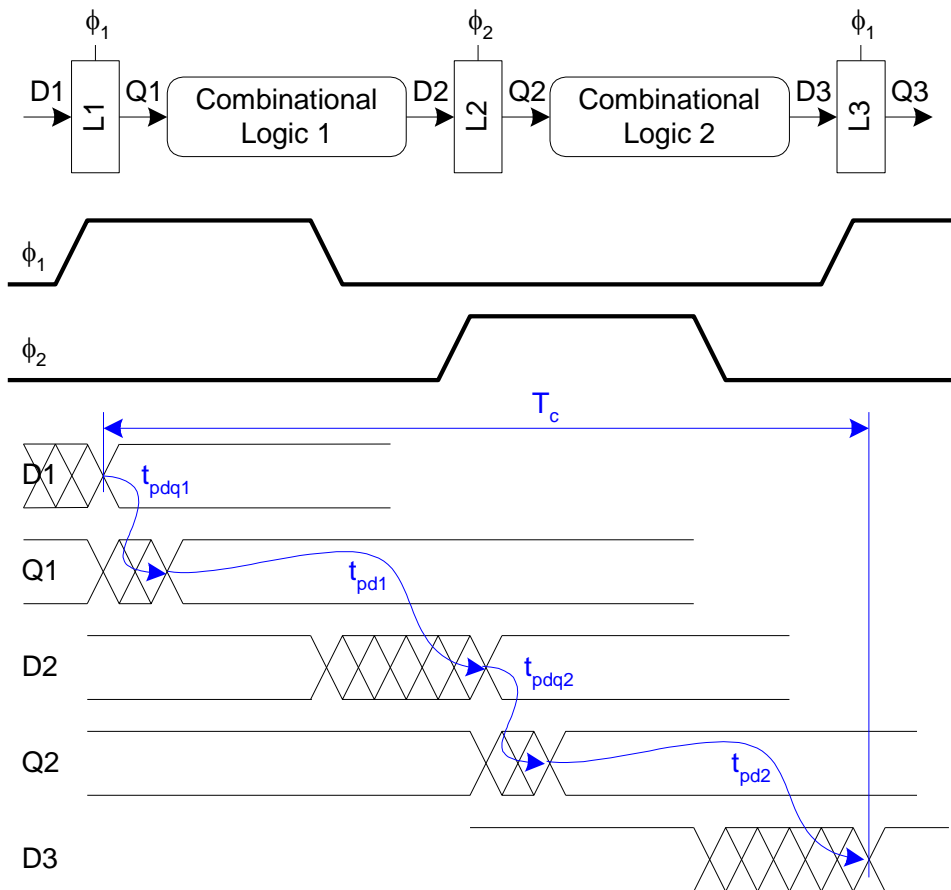 ϕ1 ϕ2 ϕ1
D1 L1 Q1 Combinational Logic 1 D2 L2 Q2 Combinational Logic 2 D3 L3 Q3
ϕ1
ϕ2
Tc
D1 tpdq1
Q1 tpd1
D2 tpdq2
Q2 tpd2
D3